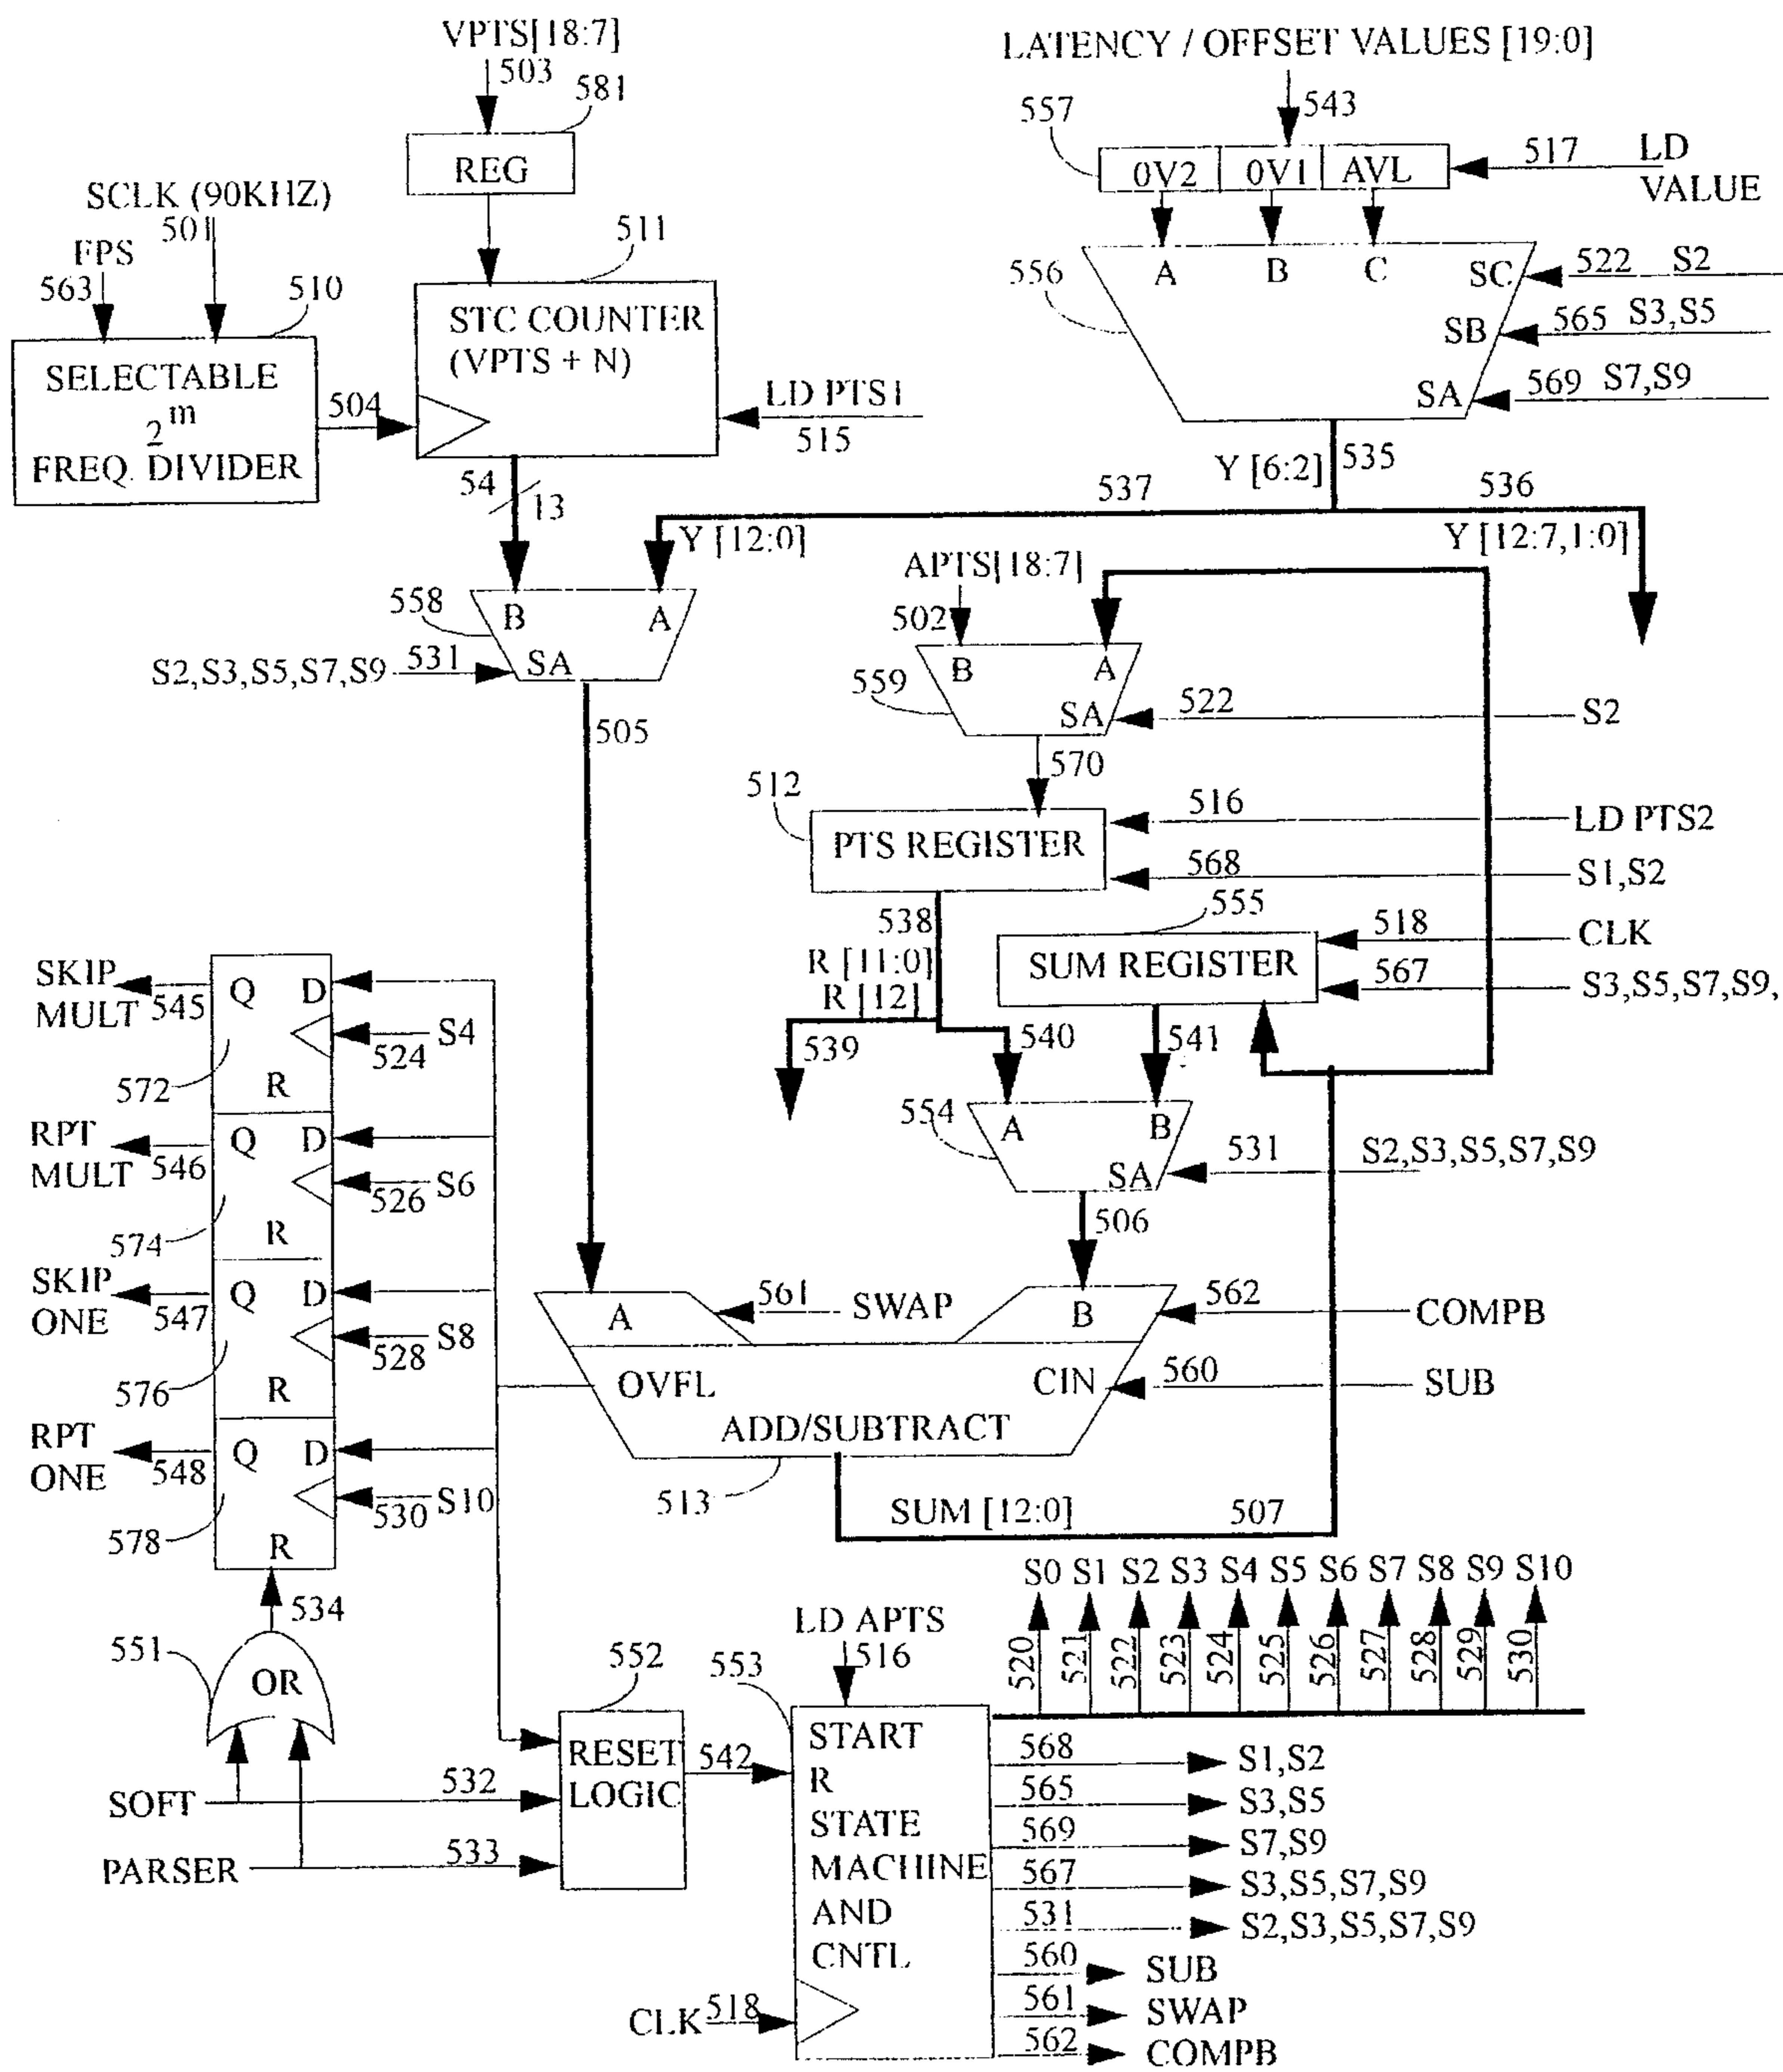 VPTS[18:7]
503
581
REG
SCLK (90KHZ)
501
FPS
563
510
511
SELECTABLE
2^m
FREQ. DIVIDER
504
STC COUNTER
(VPTS + N)
LD PTS1
515
54
13
LATENCY / OFFSET VALUES [19:0]
543
557
0V2 0V1 AVL
517
LD
VALUE
556
A B C SC
522 S2
SB
565 S3,S5
SA
569 S7,S9
Y [6:2]
535
537
536
Y [12:0]
Y [12:7,1:0]
558
B A
SA
S2,S3,S5,S7,S9 531
505
APTS[18:7]
502
B A
559
SA
522
S2
570
512
PTS REGISTER
516
LD PTS2
568
S1,S2
538
555
R [11:0]
R [12]
SUM REGISTER
518
CLK
567
S3,S5,S7,S9,
539
540
541
554
A B
SA
531
S2,S3,S5,S7,S9
506
SKIP
MULT
545
Q D
S4
524
572
R
RPT
MULT
546
Q D
S6
526
574
R
SKIP
ONE
547
Q D
S8
528
576
R
RPT
ONE
548
Q D
S10
530
578
R
534
551
OR
A
561 SWAP
B
562
COMPB
OVFL
CIN
560
SUB
ADD/SUBTRACT
513
SUM [12:0]
507
S0 S1 S2 S3 S4 S5 S6 S7 S8 S9 S10
520 521 522 523 524 525 526 527 528 529 530
LD APTS
516
552
553
RESET
LOGIC
542
SOFT
532
PARSER
533
START
R
STATE
MACHINE
AND
CNTL
CLK 518
568 S1,S2
565 S3,S5
569 S7,S9
567 S3,S5,S7,S9
531 S2,S3,S5,S7,S9
560 SUB
561 SWAP
562 COMPB